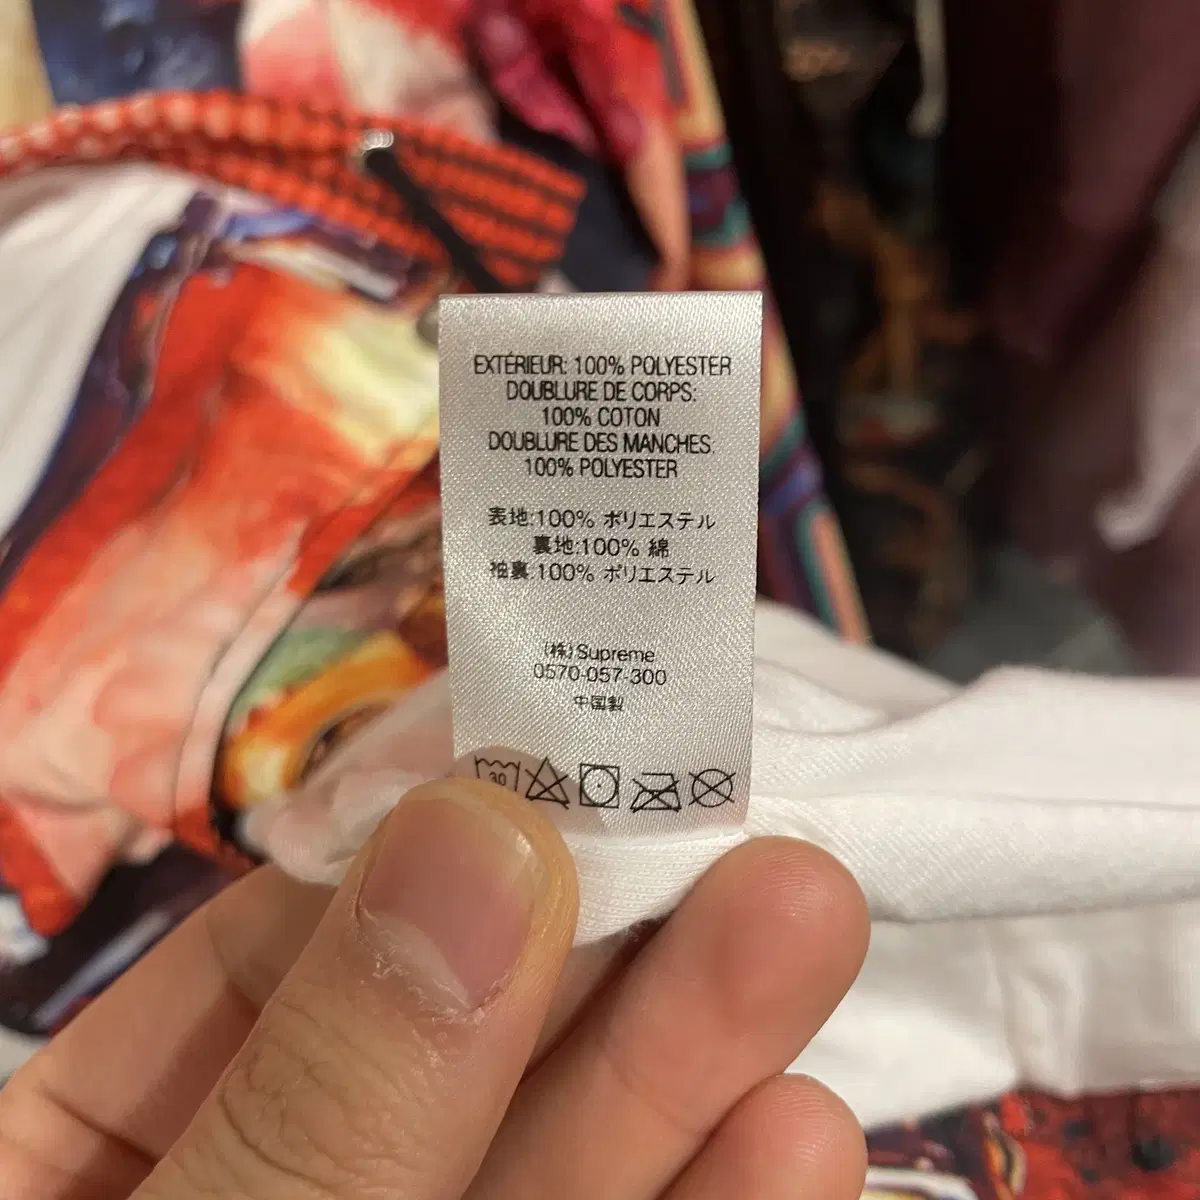 EXTÉRIEUR: 100% POLYESTER
DOUBLURE DE CORPS:
100% COTON
DOUBLURE DES MANCHES:
100% POLYESTER
表地:100% ポリエステル
裏地:100% 綿
袖裏:100% ポリエステル
(株)Supreme
0570-057-300
中国製
30